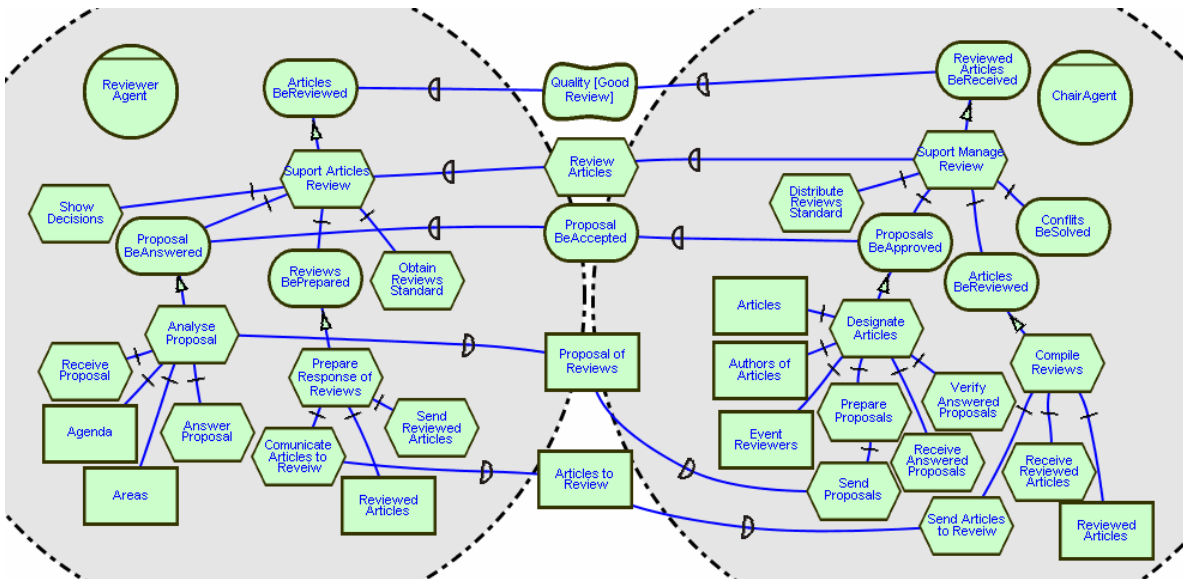 Reviewer
Agent
Articles
BeReviewed
Quality [Good
Review]
Reviewed
Articles
BeReceived
ChairAgent
Suport Articles
Review
Review
Articles
Suport Manage
Review
Show
Decisions
Distribute
Reviews
Standard
Conflits
BeSolved
Proposal
BeAnswered
Proposal
BeAccepted
Proposals
BeApproved
Reviews
BePrepared
Obtain
Reviews
Standard
Articles
BeReviewed
Analyse
Proposal
Articles
Designate
Articles
Receive
Proposal
Prepare
Response of
Reviews
Proposal of
Reviews
Authors of
Articles
Compile
Reviews
Agenda
Answer
Proposal
Send
Reviewed
Articles
Prepare
Proposals
Verify
Answered
Proposals
Event
Reviewers
Comunicate
Articles to
Reveiw
Receive
Answered
Proposals
Areas
Reviewed
Articles
Articles to
Review
Send
Proposals
Receive
Reviewed
Articles
Send Articles
to Reveiw
Reviewed
Articles